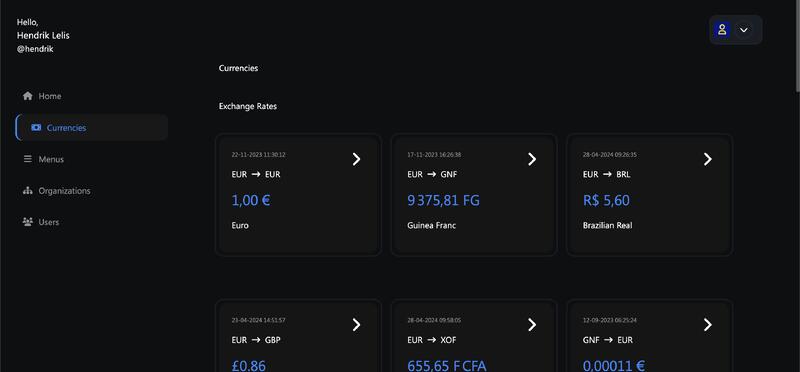 Hello,
Hendrik Lelis
@hendrik
Home
Currencies
Menus
Organizations
Users
Currencies
Exchange Rates
22-11-2023 11:30:12
EUR → EUR
1,00 €
Euro
17-11-2023 16:26:38
EUR → GNF
9 375,81 FG
Guinea Franc
28-04-2024 09:26:35
EUR → BRL
R$ 5,60
Brazilian Real
23-04-2024 14:51:57
EUR → GBP
£0.86
28-04-2024 09:58:05
EUR → XOF
655,65 F CFA
12-09-2023 06:25:24
GNF → EUR
0,00011 €